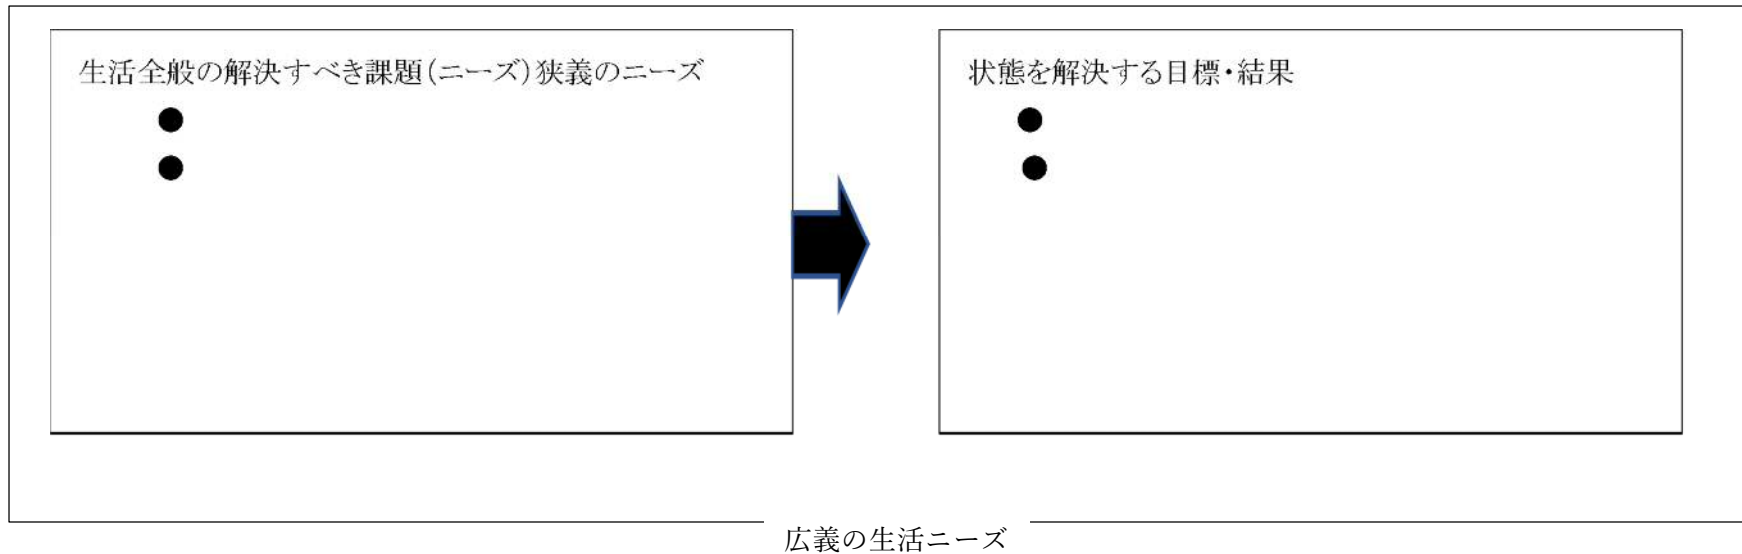 生活全般の解決すべき課題(ニーズ)狭義のニーズ
状態を解決する目標・結果
広義の生活ニーズ